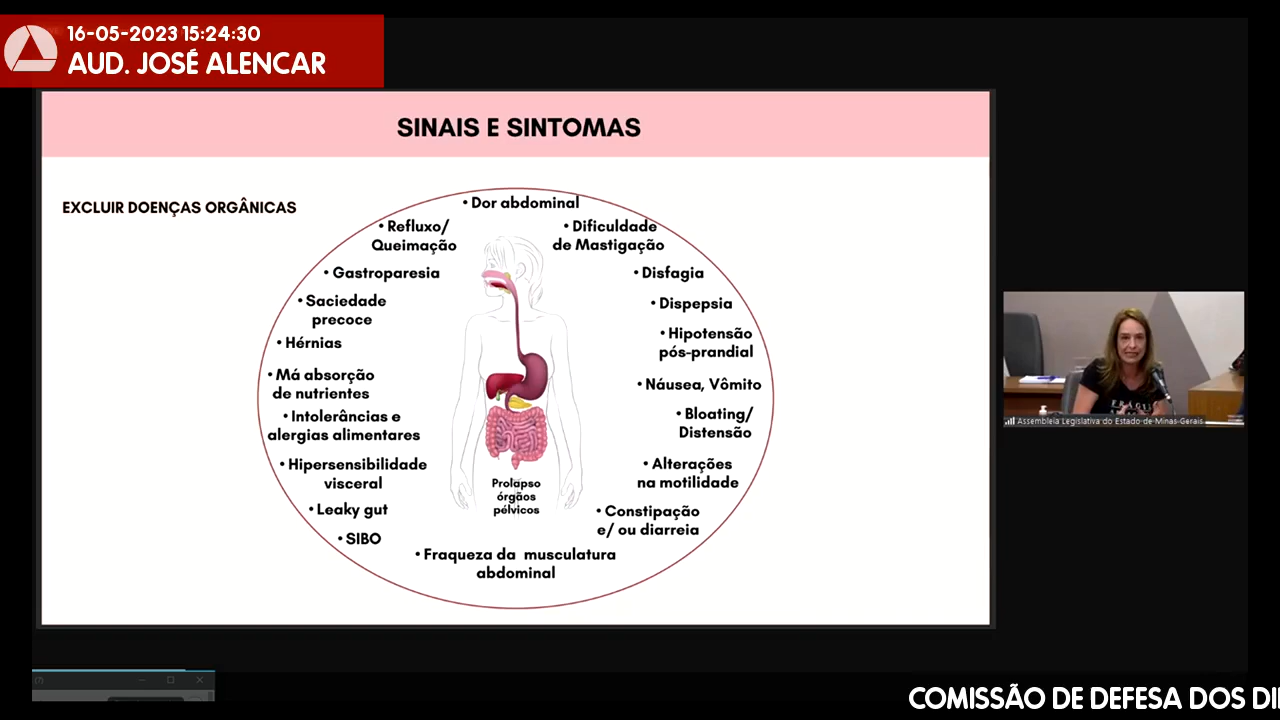 16-05-2023 15:24:30
AUD. JOSÉ ALENCAR
SINAIS E SINTOMAS
EXCLUIR DOENÇAS ORGÂNICAS
• Dor abdominal
• Refluxo/
Queimação
• Dificuldade
de Mastigação
• Gastroparesia
• Disfagia
• Saciedade
precoce
• Dispepsia
• Hérnias
• Hipotensão
pós-prandial
• Má absorção
de nutrientes
• Náusea, Vômito
• Intolerâncias e
alergias alimentares
• Bloating/
Distensão
• Hipersensibilidade
visceral
• Alterações
na motilidade
Prolapso
órgãos
pélvicos
• Leaky gut
• Constipação
e/ ou diarreia
• SIBO
• Fraqueza da musculatura
abdominal
Assembleia Legislativa do Estado de Minas Gerais
COMISSÃO DE DEFESA DOS DI